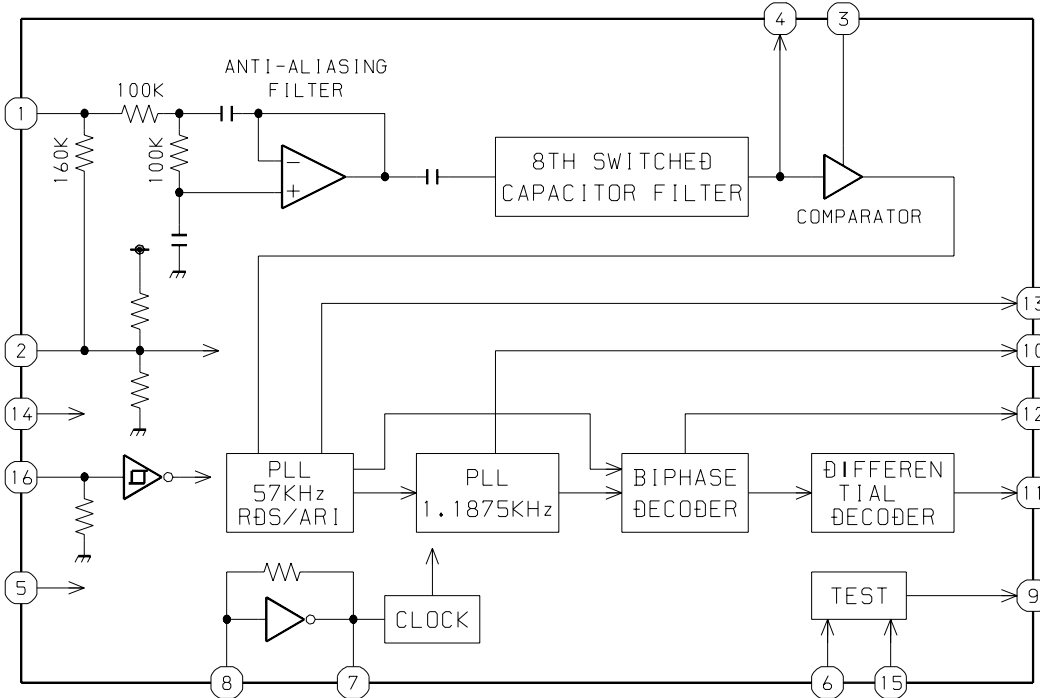 4
3
ANTI-ALIASING
FILTER
100K
1
160K
100K
8TH SWITCHED
CAPACITOR FILTER
COMPARATOR
13
2
10
14
12
16
PLL
57KHz
RDS/ARI
PLL
1.1875KHz
BIPHASE
DECODER
DIFFEREN
TIAL
DECODER
11
5
CLOCK
TEST
9
8
7
6
15